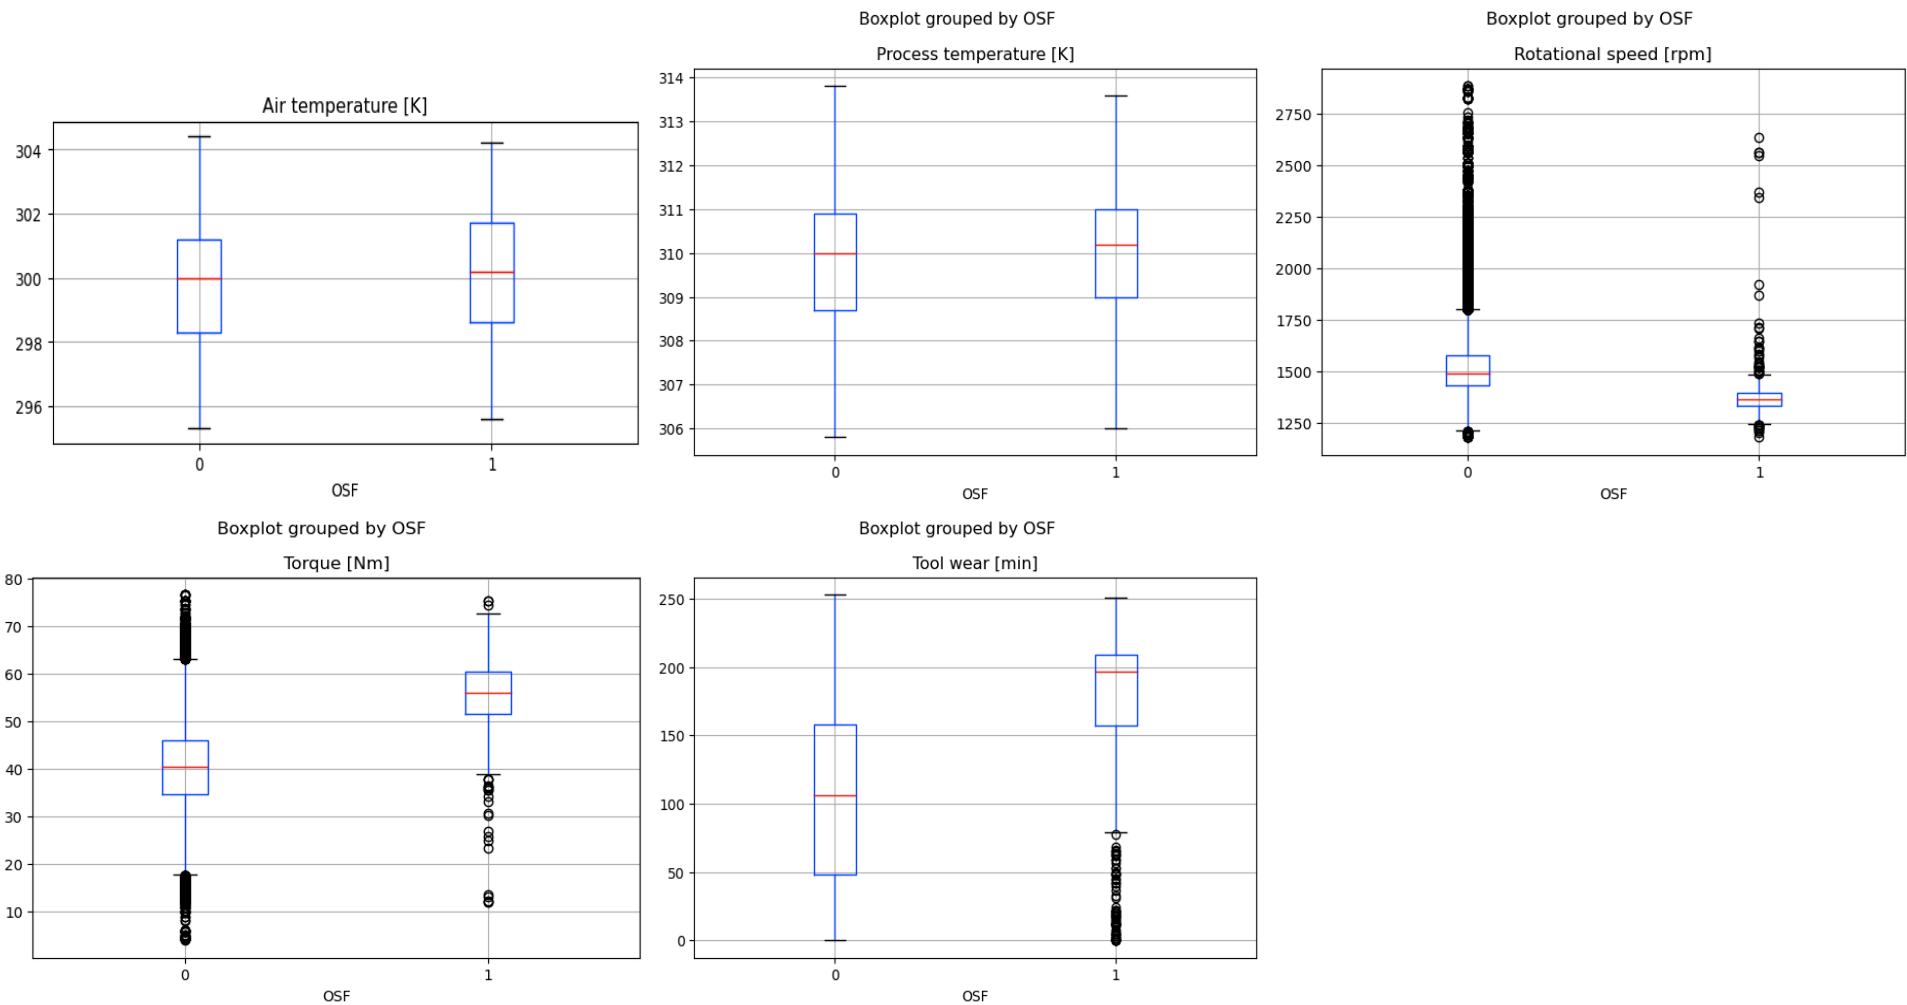 Air temperature [K]
304
302
300
298
296
0 1
OSF
Boxplot grouped by OSF
Process temperature [K]
314
313
312
311
310
309
308
307
306
0 1
OSF
Boxplot grouped by OSF
Rotational speed [rpm]
2750
2500
2250
2000
1750
1500
1250
0 1
OSF
Boxplot grouped by OSF
Torque [Nm]
80
70
60
50
40
30
20
10
0 1
OSF
Boxplot grouped by OSF
Tool wear [min]
250
200
150
100
50
0
0 1
OSF